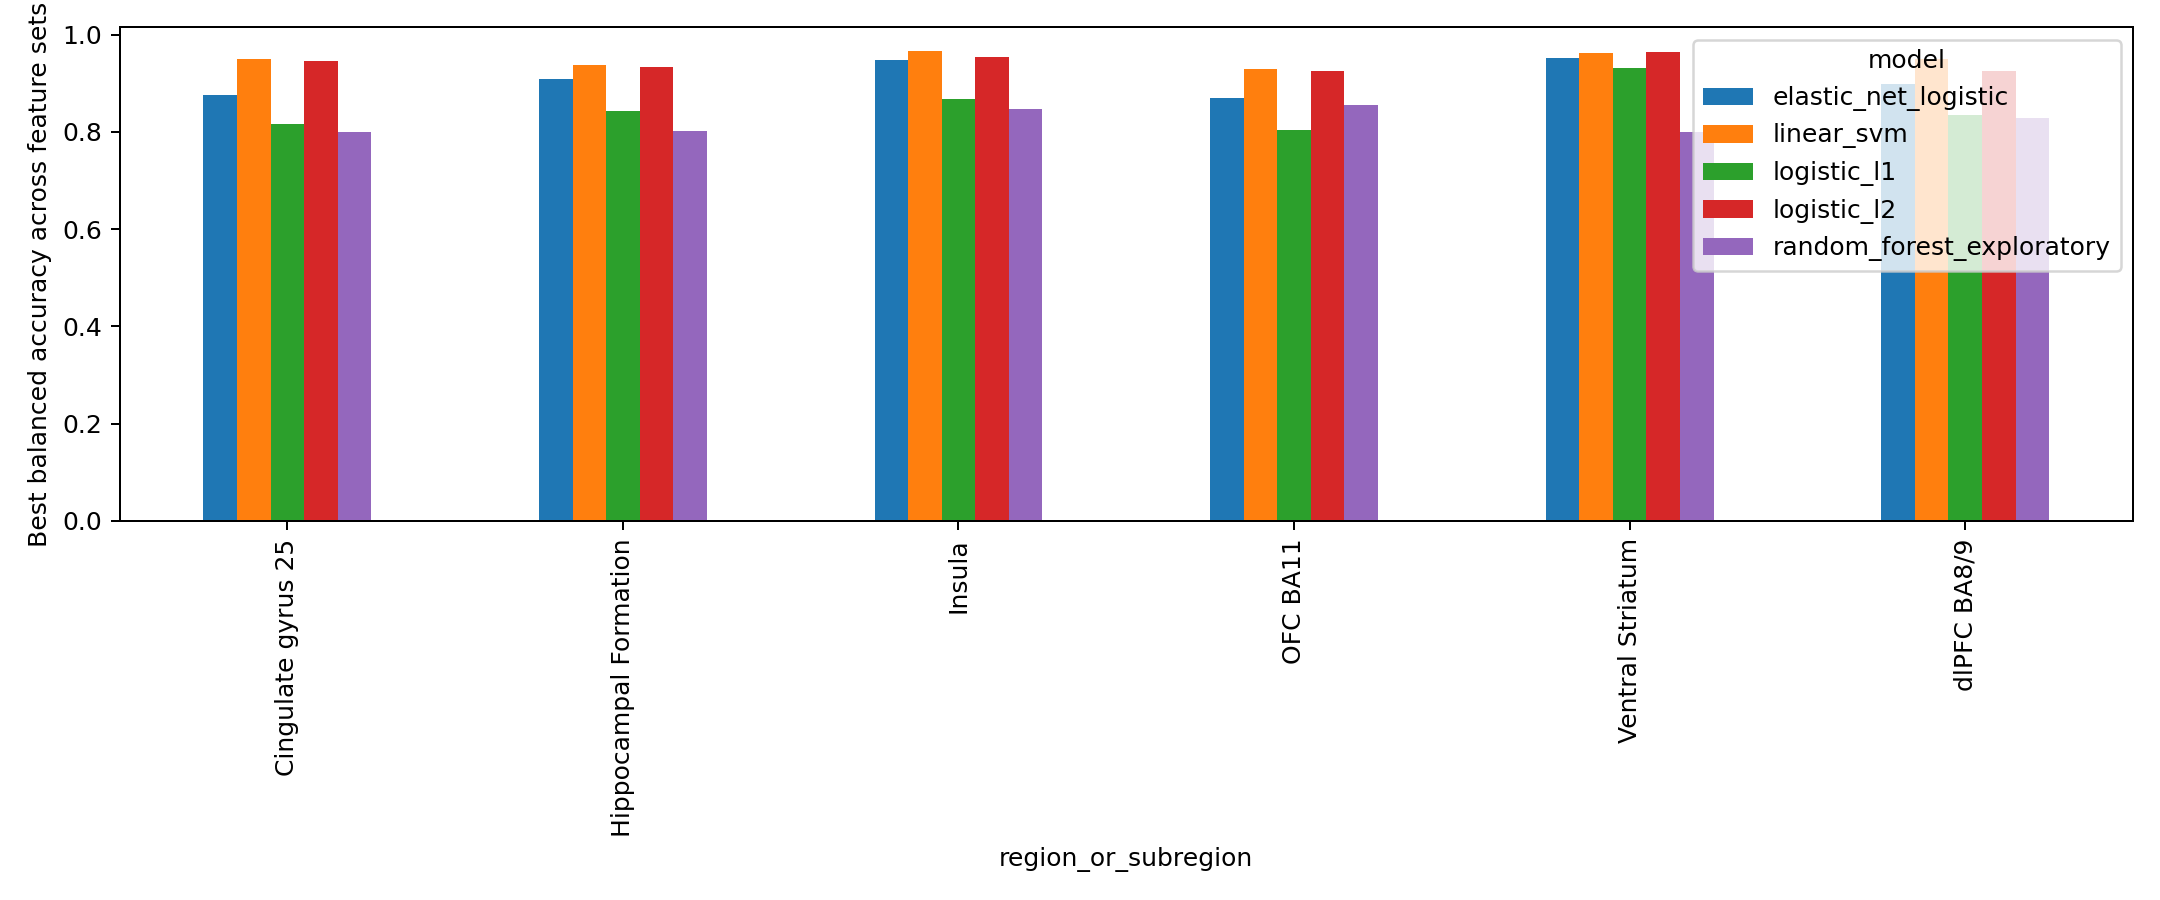 Best balanced accuracy across feature sets
1.0
0.8
0.6
0.4
0.2
0.0
model
elastic_net_logistic
linear_svm
logistic_l1
logistic_l2
random_forest_exploratory
Cingulate gyrus 25
Hippocampal Formation
Insula
OFC BA11
Ventral Striatum
dlPFC BA8/9
region_or_subregion